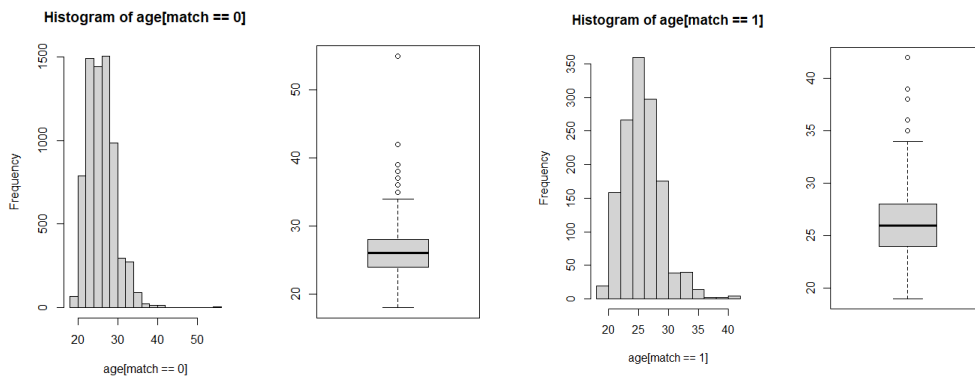 Histogram of age[match == 0]
Frequency
0
500
1000
1500
20 30 40 50
age[match == 0]
20
30
40
50
Histogram of age[match == 1]
Frequency
0
50
100
150
200
250
300
350
20 25 30 35 40
age[match == 1]
20
25
30
35
40